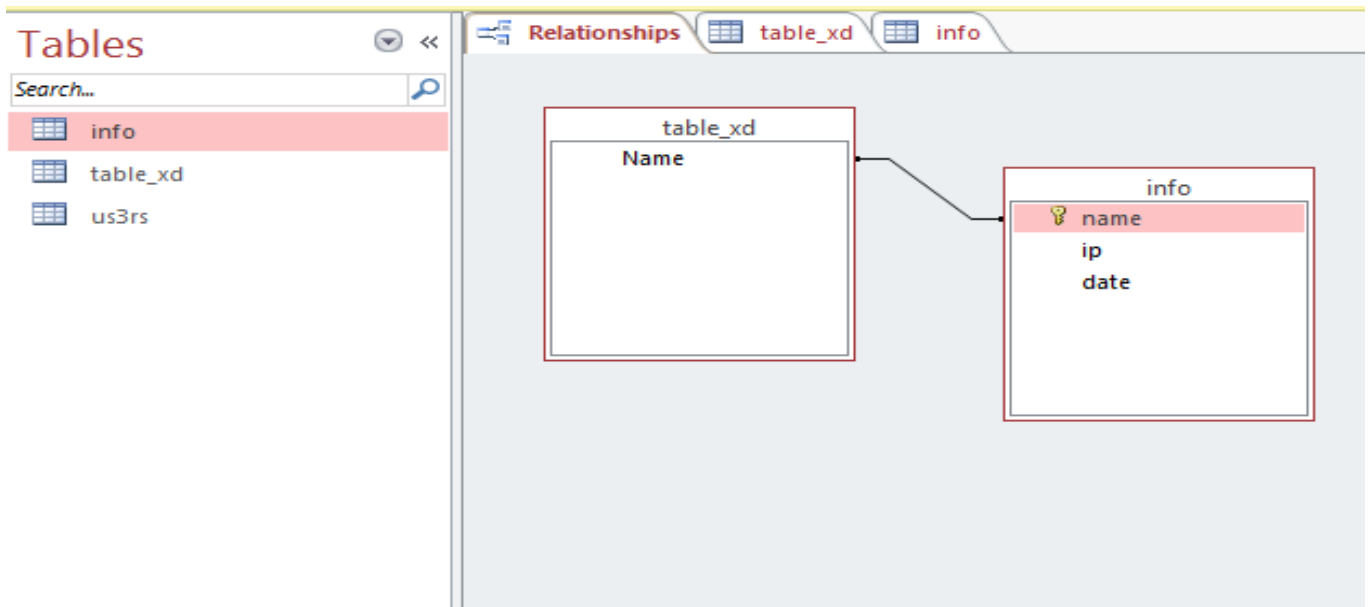 Tables
Search...
info
table_xd
us3rs
Relationships table_xd info
table_xd
Name
info
name
ip
date